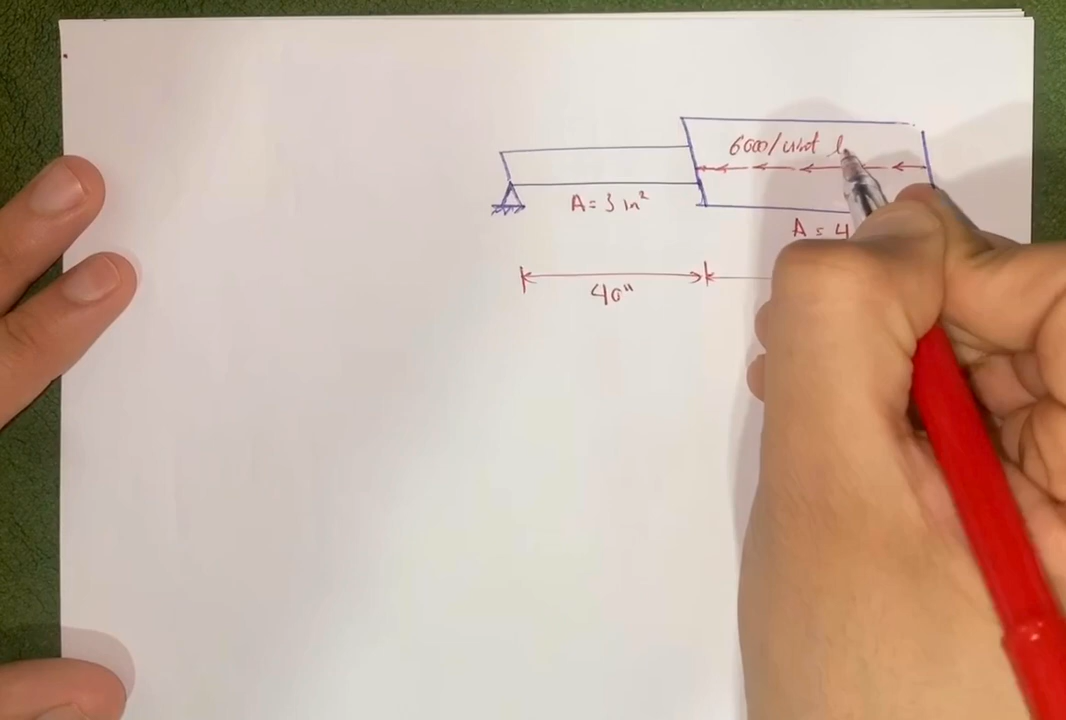 6000/unit l
A = 3 in²
A = 4
40"